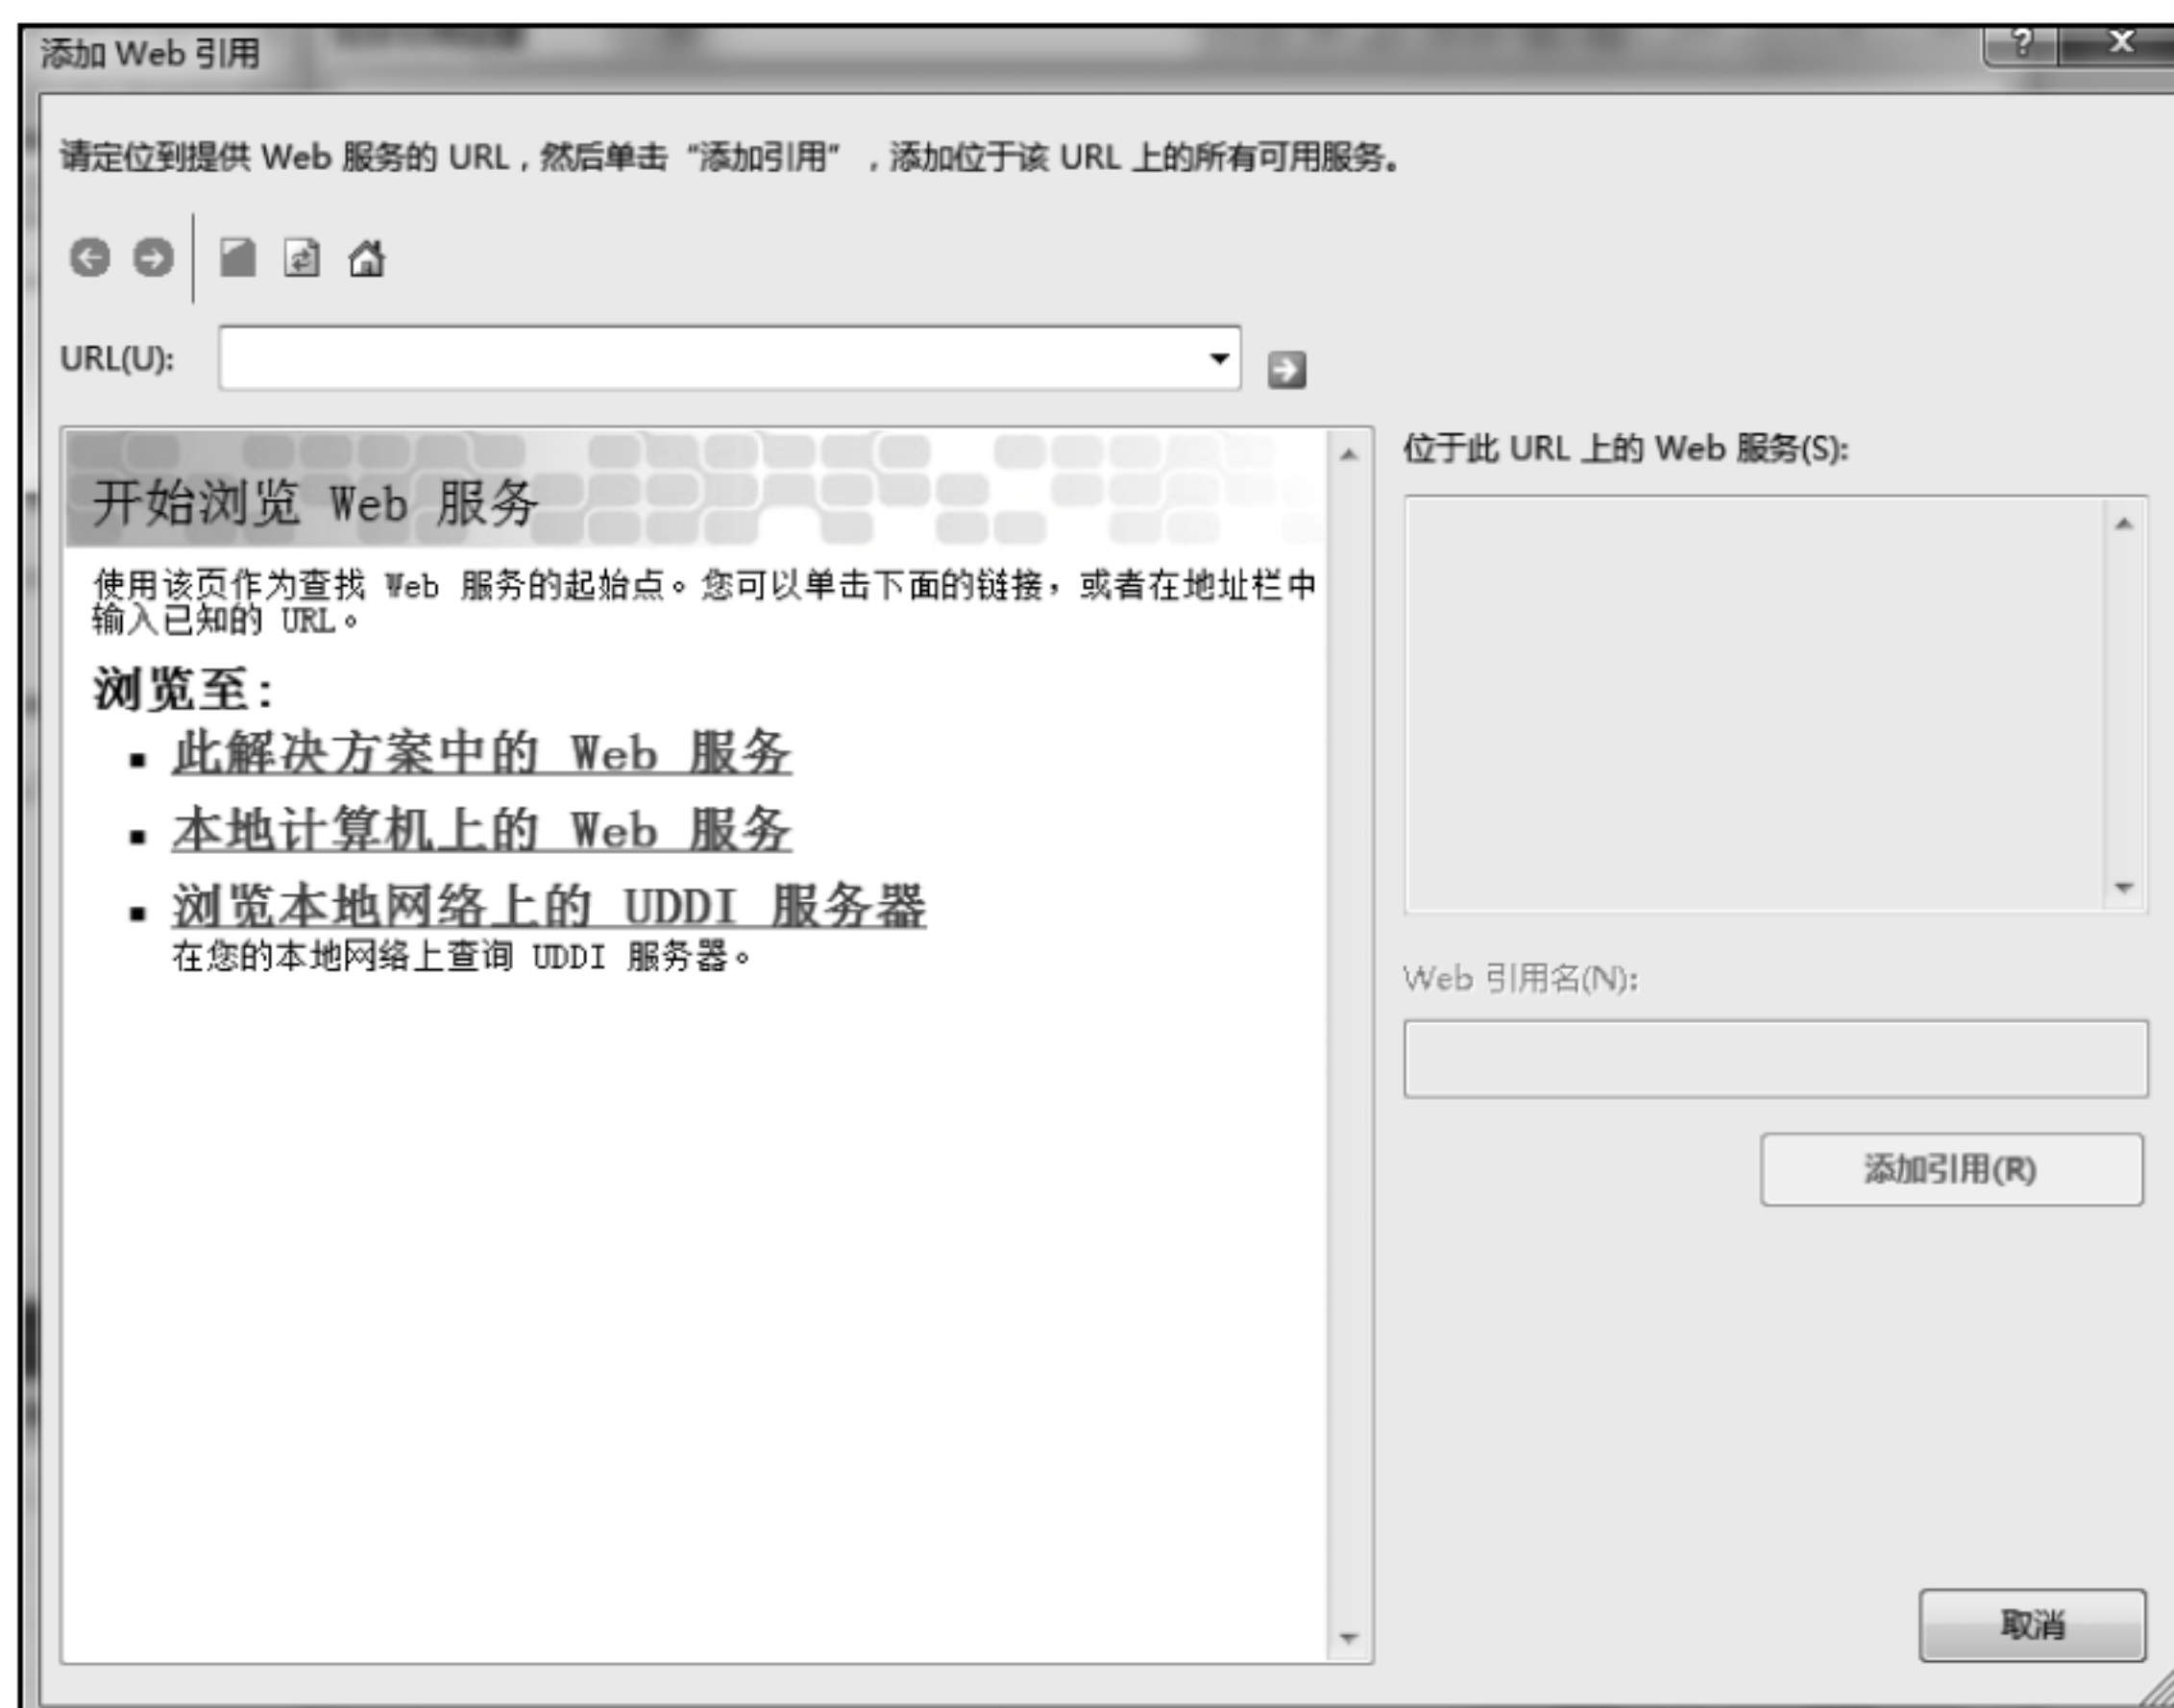 添加 Web 引用
请定位到提供 Web 服务的 URL，然后单击“添加引用”，添加位于该 URL 上的所有可用服务。
URL(U):
开始浏览 Web 服务
使用该页作为查找 Web 服务的起始点。您可以单击下面的链接，或者在地址栏中
输入已知的 URL。
浏览至:
此解决方案中的 Web 服务
本地计算机上的 Web 服务
浏览本地网络上的 UDDI 服务器
在您的本地网络上查询 UDDI 服务器。
位于此 URL 上的 Web 服务(S):
Web 引用名(N):
添加引用(R)
取消